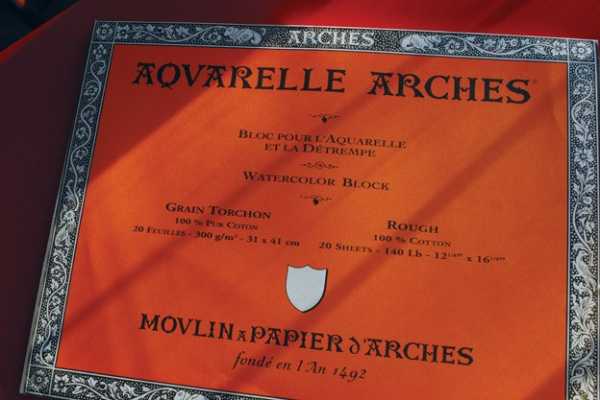 ARCHES
AQVARELLE ARCHES
BLOC POUR L'AQUARELLE
ET LA DÉTREMPE
WATERCOLOR BLOCK
GRAIN TORCHON
100 % PUR COTON
20 FEUILLES - 300 g/m² - 31 x 41 cm
ROUGH
100 % COTTON
20 SHEETS - 140 Lb - 12 x 16
MOVLIN A PAPIER d'ARCHES
fondé en l'An 1492